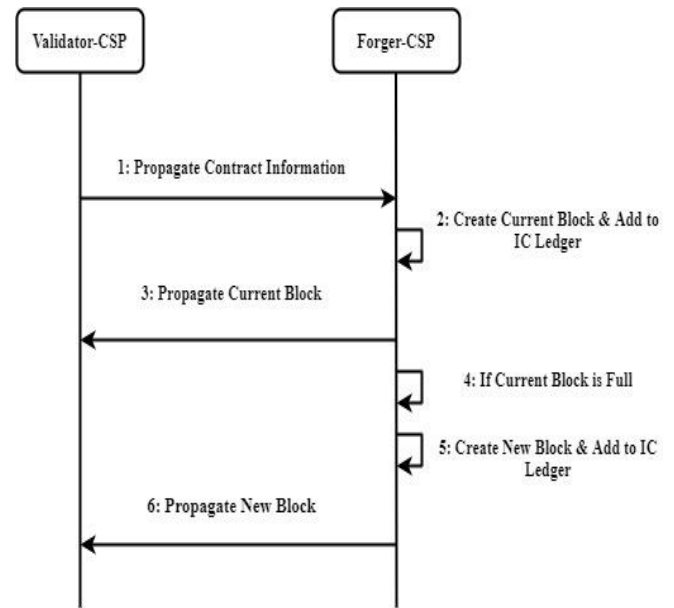 Validator-CSP
Forger-CSP
1: Propagate Contract Information
2: Create Current Block & Add to
IC Ledger
3: Propagate Current Block
4: If Current Block is Full
5: Create New Block & Add to IC
Ledger
6: Propagate New Block